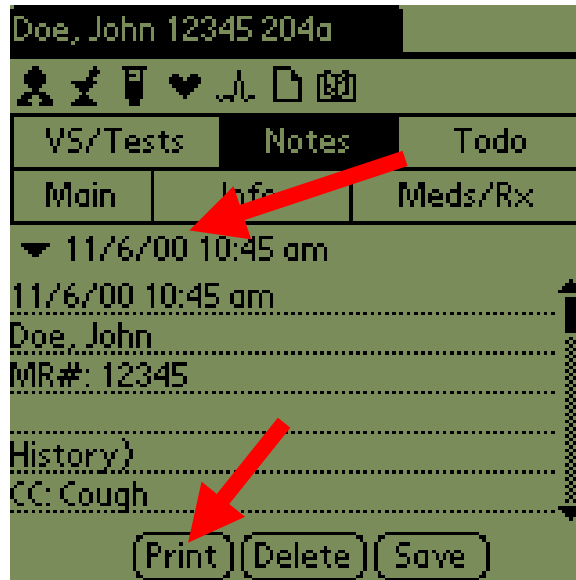 Doe, John 12345 204a
VS/Tests Notes Todo
Main Info Meds/Rx
11/6/00 10:45 am
11/6/00 10:45 am
Doe, John
MR#: 12345
History}
CC: Cough
Print Delete Save